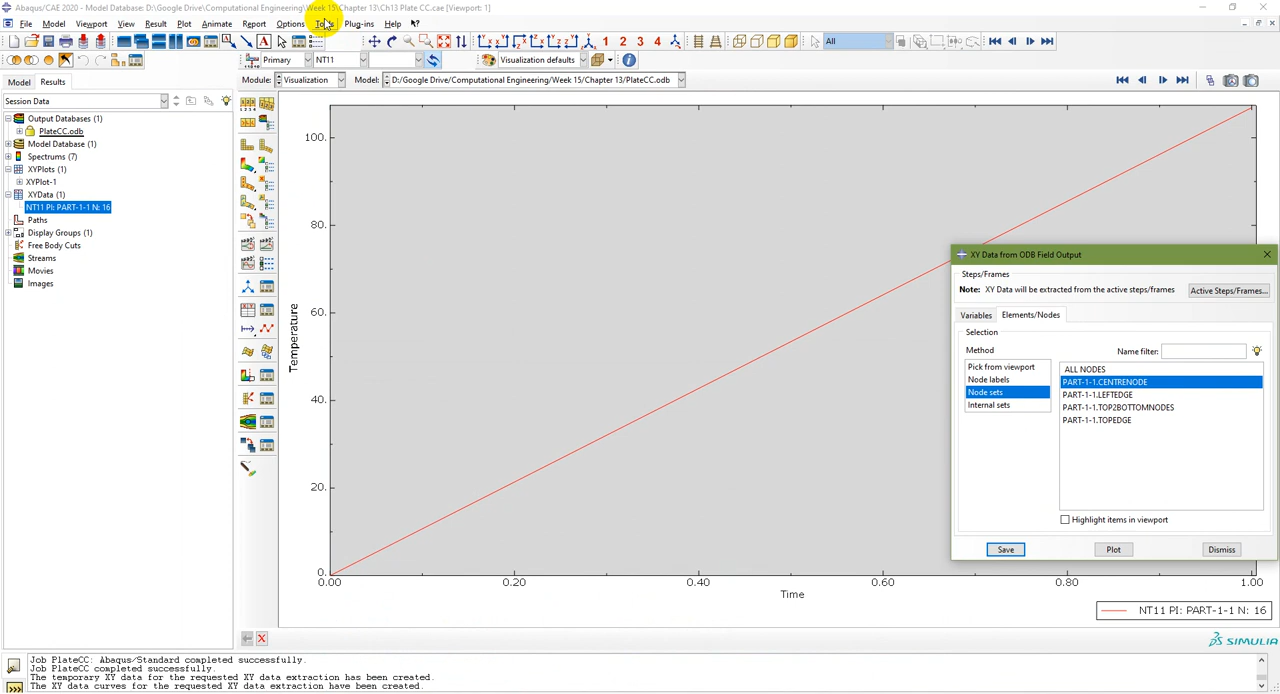 Abaqus/CAE 2020 - Model Database: D:\Google Drive\Computational Engineering\Week 15\Chapter 13\Ch13 Plate CC.cae [Viewport: 1]
File Model Viewport View Result Plot Animate Report Options Tools Plug-ins Help
1 2 3 4 All
Primary NT11 Visualization defaults
Model Results Module: Visualization Model: D:/Google Drive/Computational Engineering/Week 15/Chapter 13/PlateCC.odb
Session Data
Output Databases (1)
PlateCC.odb
Model Database (1)
Spectrums (7)
XYPlots (1)
XYPlot-1
XYData (1)
NT11 PI: PART-1-1 N: 16
Paths
Display Groups (1)
Free Body Cuts
Streams
Movies
Images
100.
80.
60.
40.
20.
0.
Temperature
0.00 0.20 0.40 0.60 0.80 1.00
Time
NT11 PI: PART-1-1 N: 16
XY Data from ODB Field Output
Steps/Frames
Note: XY Data will be extracted from the active steps/frames Active Steps/Frames...
Variables Elements/Nodes
Selection
Method
Name filter:
Pick from viewport
Node labels
Node sets
Internal sets
ALL NODES
PART-1-1.CENTRENODE
PART-1-1.LEFTEDGE
PART-1-1.TOP2BOTTOMNODES
PART-1-1.TOPEDGE
Highlight items in viewport
Save Plot Dismiss
SIMULIA
Job PlateCC: Abaqus/Standard completed successfully.
Job PlateCC completed successfully.
The temporary XY data for the requested XY data extraction has been created.
The XY data curves for the requested XY data extraction have been created.